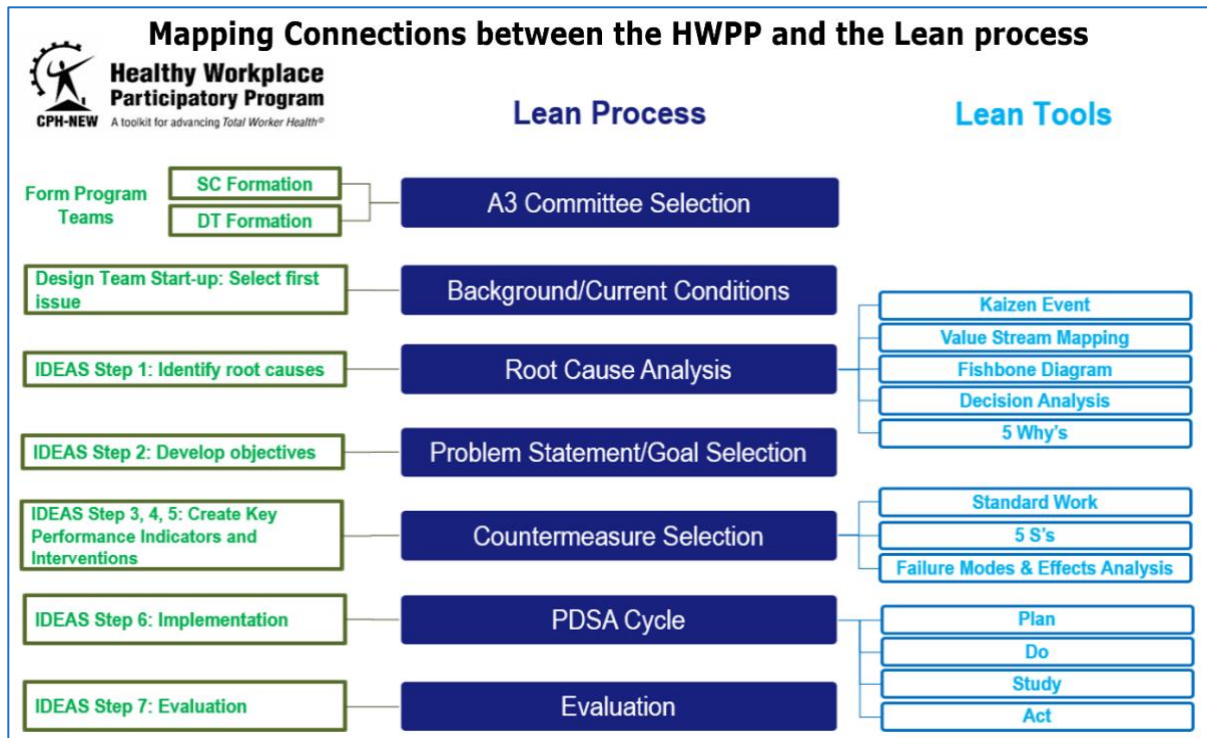 Mapping Connections between the HWPP and the Lean process
CPH-NEW
Healthy Workplace
Participatory Program
A toolkit for advancing Total Worker Health®
Lean Process
Lean Tools
Form Program
Teams
SC Formation
DT Formation
A3 Committee Selection
Design Team Start-up: Select first
issue
Background/Current Conditions
IDEAS Step 1: Identify root causes
Root Cause Analysis
Kaizen Event
Value Stream Mapping
Fishbone Diagram
Decision Analysis
5 Why's
IDEAS Step 2: Develop objectives
Problem Statement/Goal Selection
IDEAS Step 3, 4, 5: Create Key
Performance Indicators and
Interventions
Countermeasure Selection
Standard Work
5 S's
Failure Modes & Effects Analysis
IDEAS Step 6: Implementation
PDSA Cycle
Plan
Do
Study
Act
IDEAS Step 7: Evaluation
Evaluation